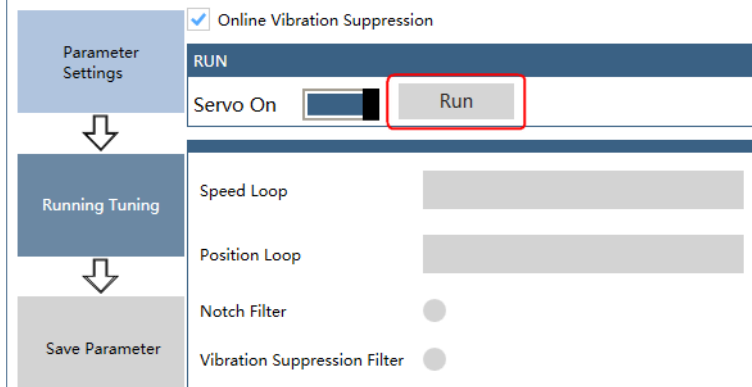 Online Vibration Suppression
Parameter
Settings
RUN
Servo On
Run
Running Tuning
Speed Loop
Position Loop
Notch Filter
Save Parameter
Vibration Suppression Filter